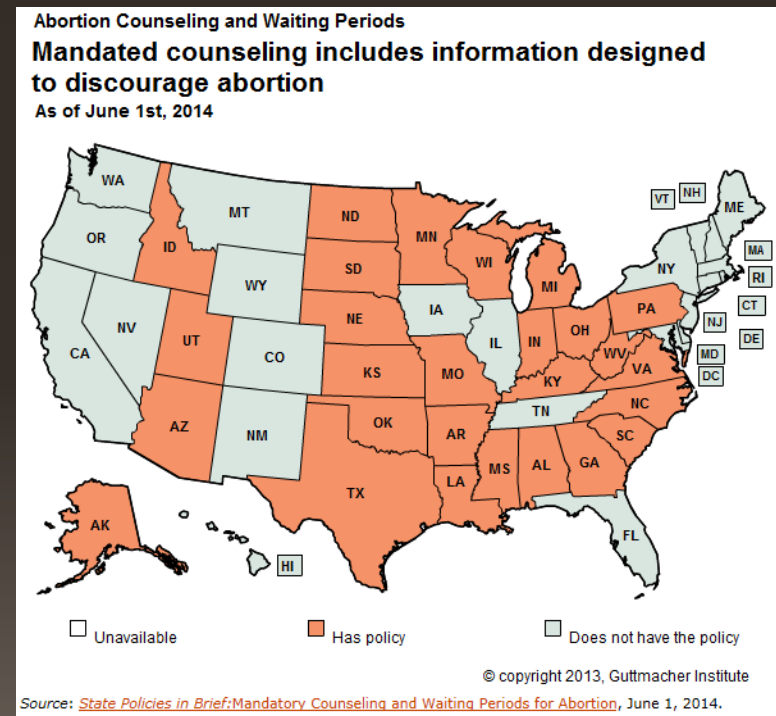 Abortion Counseling and Waiting Periods
Mandated counseling includes information designed
to discourage abortion
As of June 1st, 2014
WA
MT
ND
MN
VT
NH
ME
OR
ID
SD
WI
MI
NY
MA
RI
WY
NE
IA
PA
CT
NV
UT
CO
IL
IN
OH
NJ
DE
CA
KS
MO
WV
VA
MD
DC
KY
AZ
NM
OK
AR
TN
NC
SC
TX
LA
MS
AL
GA
AK
HI
FL
Unavailable
Has policy
Does not have the policy
© copyright 2013, Guttmacher Institute
Source: State Policies in Brief:Mandatory Counseling and Waiting Periods for Abortion, June 1, 2014.